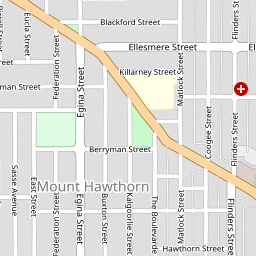 Blackford Street
Ellesmere Street
Killarney Street
Berryman Street
Mount Hawthorn
Hawthorn Street
Federation Street
Egina Street
Matlock Street
Flinders Street
Coogee Street
Flinders Street
Sasse Avenue
East Street
Federation Street
Egina Street
Buxton Street
Kalgoorlie Street
The Boulevarde
Matlock Street
Flinders Street